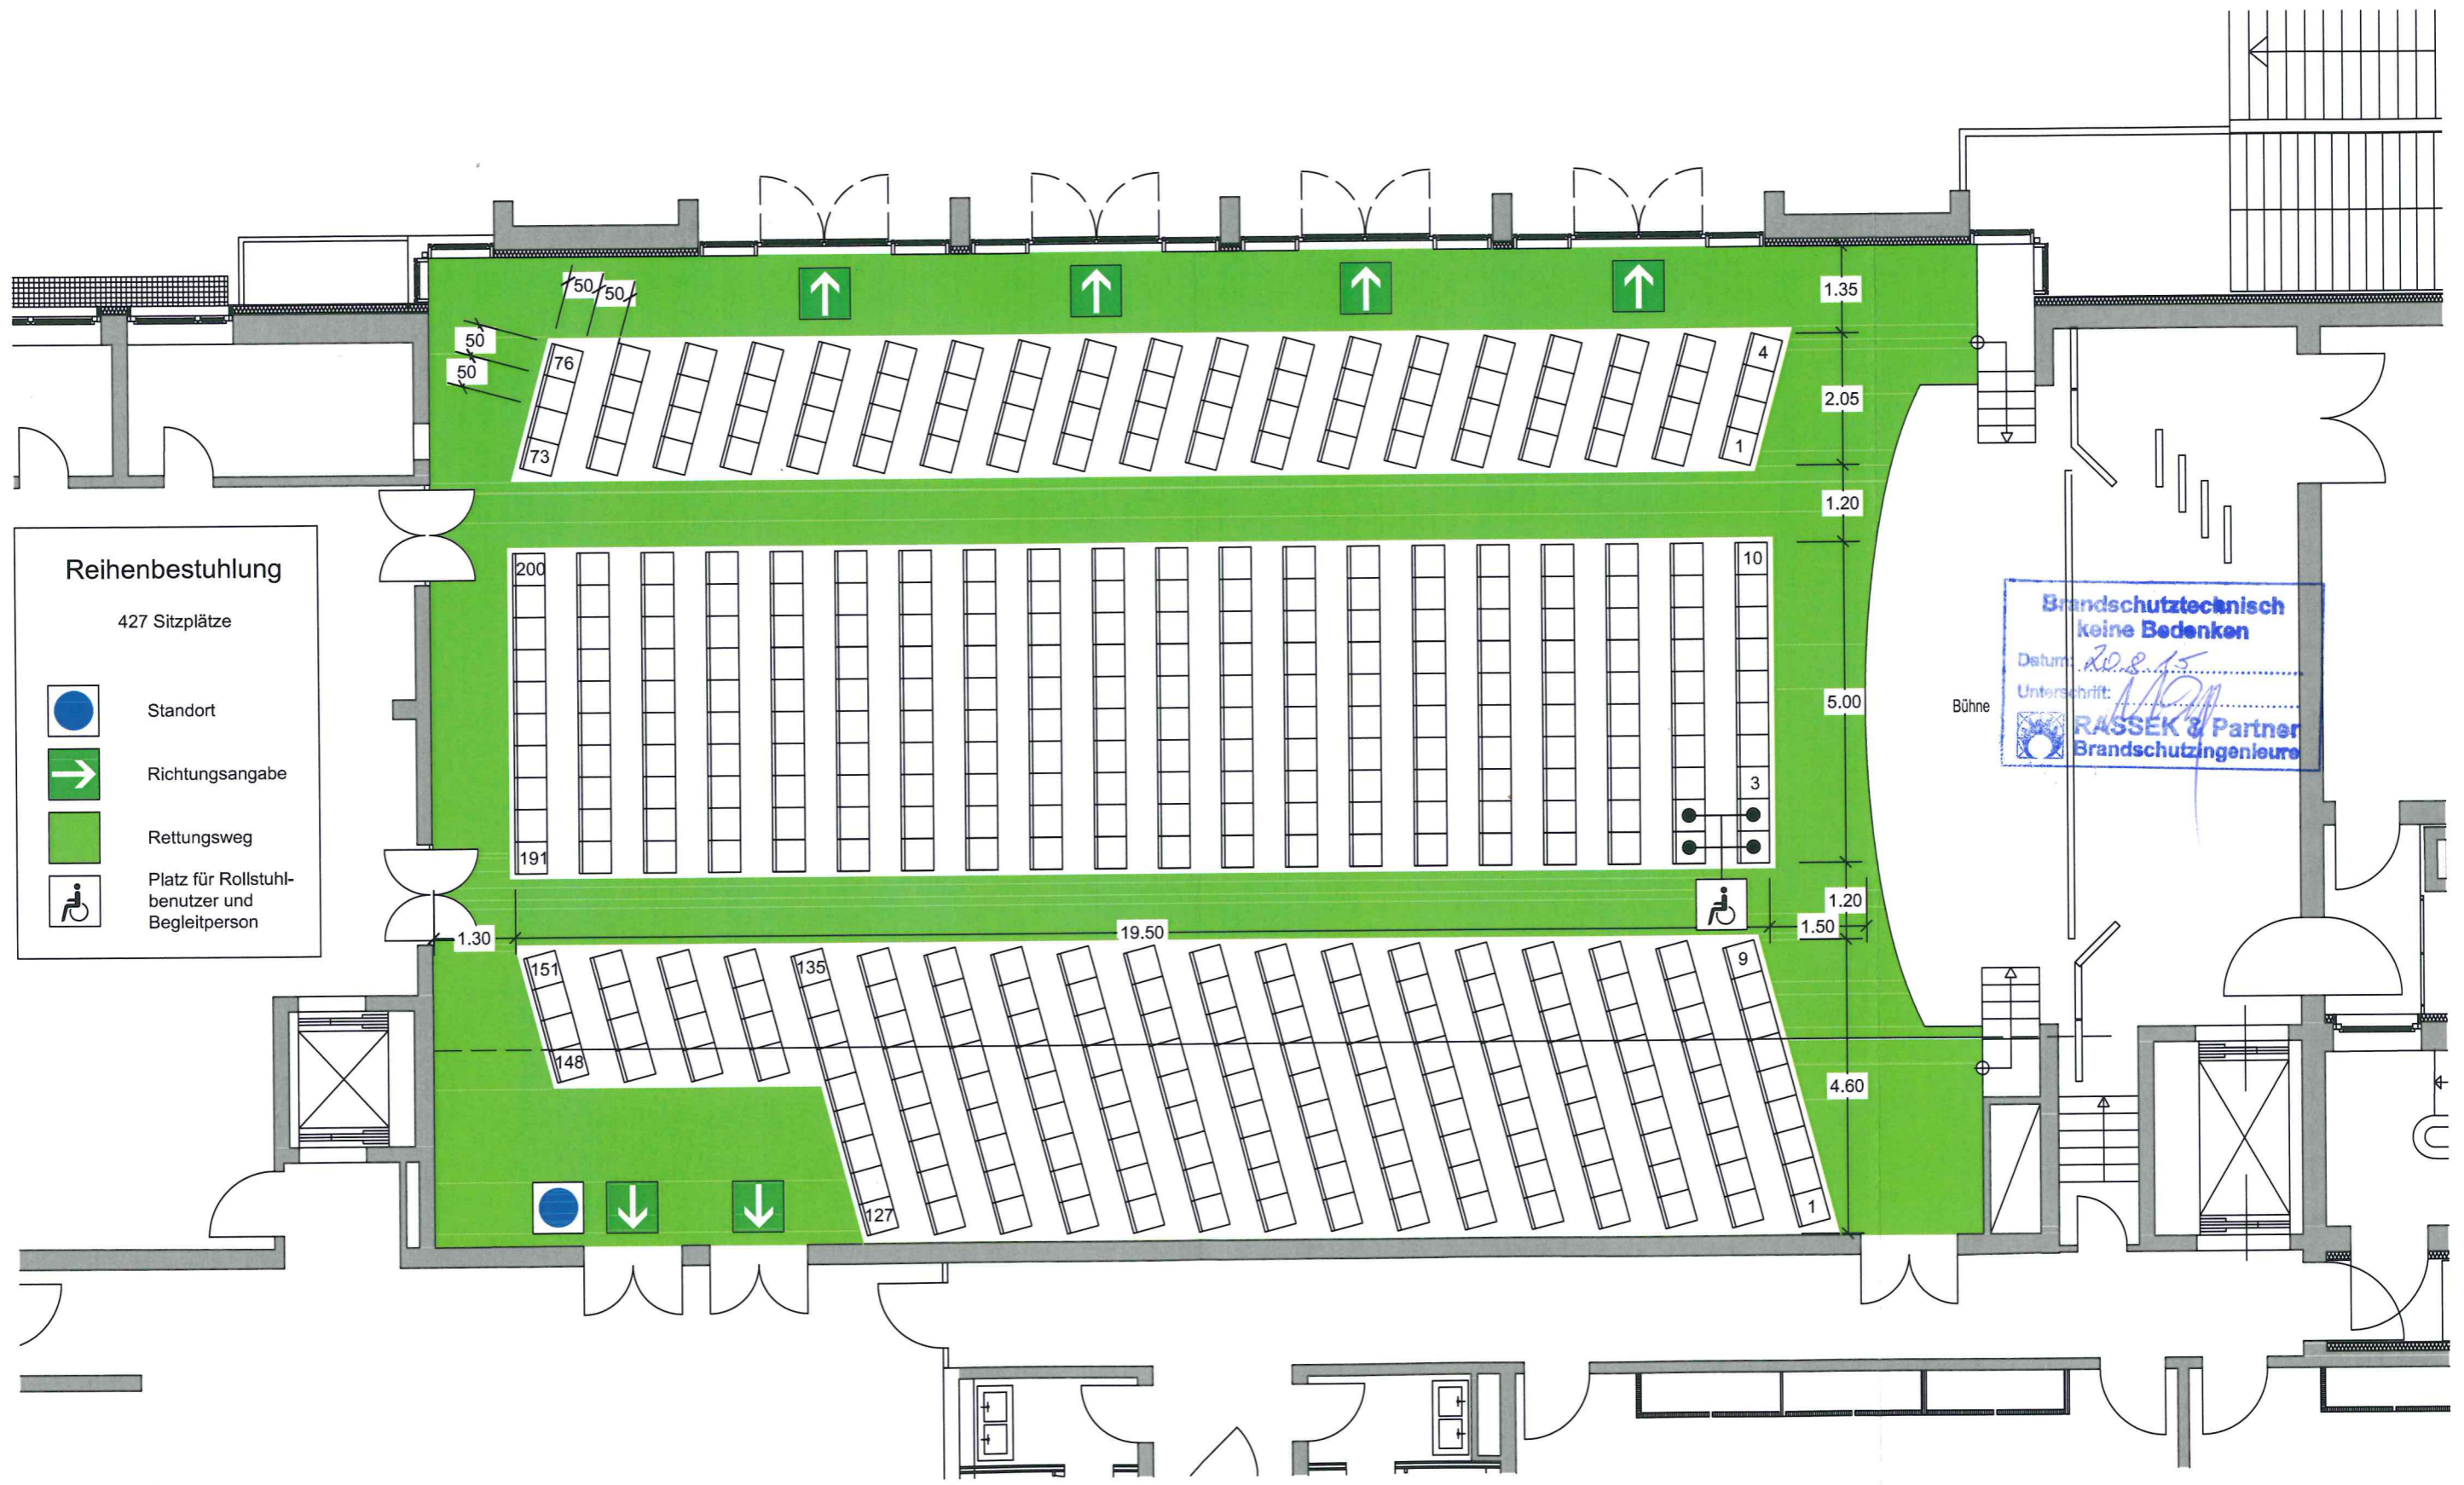 50
50
50
50
76
73
4
1
1.35
2.05
1.20
Reihenbestuhlung
427 Sitzplätze
Standort
Richtungsangabe
Rettungsweg
Platz für Rollstuhl-
benutzer und
Begleitperson
200
191
10
3
5.00
Bühne
Brandschutztechnisch
keine Bedenken
Datum: 20.8.15
Unterschrift:
RASSEK & Partner
Brandschutzingenieure
1.20
1.30
19.50
1.50
151
148
135
127
9
1
4.60